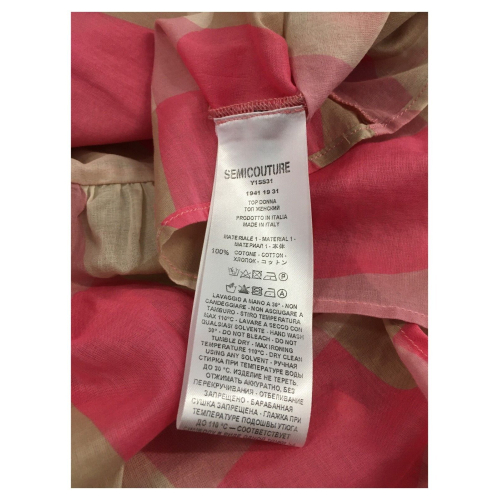 SEMICOUTURE
Y1SS31
1941 19 31
TOP DONNA
ТОП ЖЕНСКИЙ
PRODOTTO IN ITALIA
MADE IN ITALY
MATERIALE 1 - MATERIAL 1 -
МАТЕРИАЛ 1 -
100% COTONE - COTTON -
ХЛОПОК - コットン
LAVAGGIO A MANO A 30° - NON
CANDEGGIARE - NON ASCIUGARE A
TAMBURO - STIRO TEMPERATURA
MAX 110°C - LAVARE A SECCO CON
QUALSIASI SOLVENTE - HAND WASH
30° - DO NOT BLEACH - DO NOT
TUMBLE DRY - MAX IRONING
TEMPERATURE 110°C - DRY CLEAN
USING ANY SOLVENT - РУЧНАЯ
СТИРКА ПРИ ТЕМПЕРАТУРЕ ВОДЫ
ДО 30 °C, ИЗДЕЛИЕ НЕ ТЕРЕТЬ
ОТЖИМАТЬ АККУРАТНО, БЕЗ
ПЕРЕКРУЧИВАНИЯ - ОТБЕЛИВАНИЕ
ЗАПРЕЩЕНО - БАРАБАННАЯ
СУШКА ЗАПРЕЩЕНА - ГЛАЖКА ПРИ
ТЕМПЕРАТУРЕ ПОДОШВЫ УТЮГА
ДО 110 °C — СООТВЕТСТВУЕТ